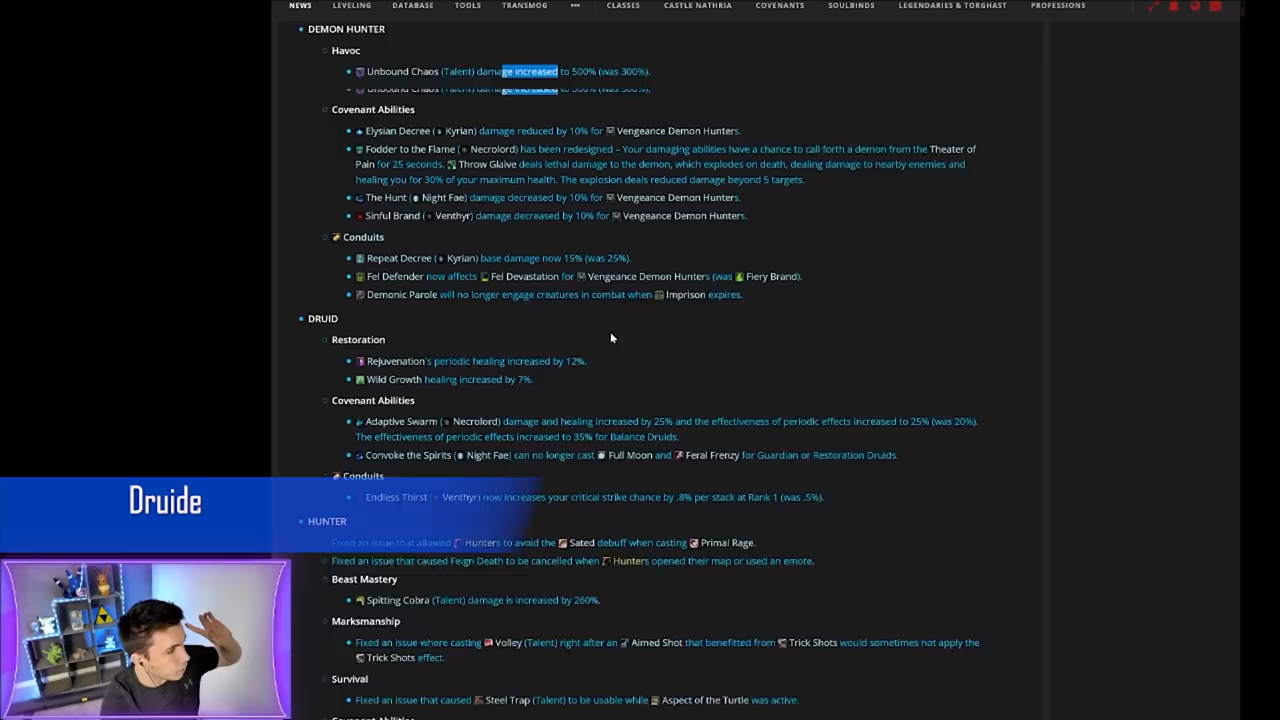 NEWS LEVELING DATABASE TOOLS TRANSMOG ••• CLASSES CASTLE NATHRIA COVENANTS SOULBINDS LEGENDARIES & TORGHAST PROFESSIONS
DEMON HUNTER
Havoc
Unbound Chaos (Talent) damage increased to 500% (was 300%).
Unbound Chaos (Talent) damage increased to 500% (was 300%).
Covenant Abilities
Elysian Decree (Kyrian) damage reduced by 10% for Vengeance Demon Hunters.
Fodder to the Flame (Necrolord) has been redesigned – Your damaging abilities have a chance to call forth a demon from the Theater of
Pain for 25 seconds. Throw Glaive deals lethal damage to the demon, which explodes on death, dealing damage to nearby enemies and
healing you for 30% of your maximum health. The explosion deals reduced damage beyond 5 targets.
The Hunt (Night Fae) damage decreased by 10% for Vengeance Demon Hunters.
Sinful Brand (Venthyr) damage decreased by 10% for Vengeance Demon Hunters.
Conduits
Repeat Decree (Kyrian) base damage now 15% (was 25%).
Fel Defender now affects Fel Devastation for Vengeance Demon Hunters (was Fiery Brand).
Demonic Parole will no longer engage creatures in combat when Imprison expires.
DRUID
Restoration
Rejuvenation's periodic healing increased by 12%.
Wild Growth healing increased by 7%.
Covenant Abilities
Adaptive Swarm (Necrolord) damage and healing increased by 25% and the effectiveness of periodic effects increased to 25% (was 20%).
The effectiveness of periodic effects increased to 35% for Balance Druids.
Convoke the Spirits (Night Fae) can no longer cast Full Moon and Feral Frenzy for Guardian or Restoration Druids.
Conduits
Endless Thirst (Venthyr) now increases your critical strike chance by .8% per stack at Rank 1 (was .5%).
Druide
HUNTER
Fixed an issue that allowed Hunters to avoid the Sated debuff when casting Primal Rage.
Fixed an issue that caused Feign Death to be cancelled when Hunters opened their map or used an emote.
Beast Mastery
Spitting Cobra (Talent) damage is increased by 260%.
Marksmanship
Fixed an issue where casting Volley (Talent) right after an Aimed Shot that benefitted from Trick Shots would sometimes not apply the
Trick Shots effect.
Survival
Fixed an issue that caused Steel Trap (Talent) to be usable while Aspect of the Turtle was active.
Covenant Abilities